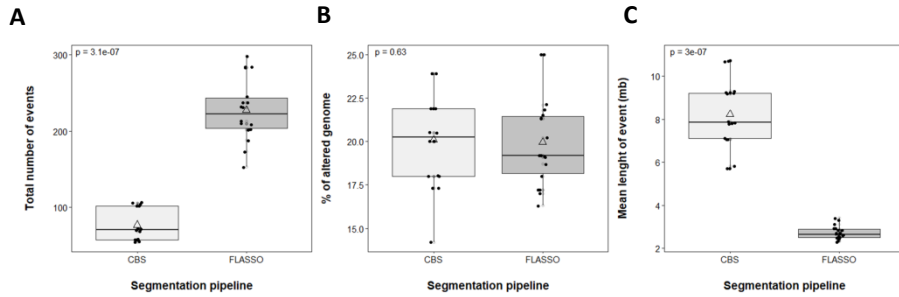 A
p = 3.1e-07
Total number of events
300
200
100
CBS
FLASSO
Segmentation pipeline
B
p = 0.63
% of altered genome
25.0
22.5
20.0
17.5
15.0
CBS
FLASSO
Segmentation pipeline
C
p = 3e-07
Mean lenght of event (mb)
10
8
6
4
2
CBS
FLASSO
Segmentation pipeline